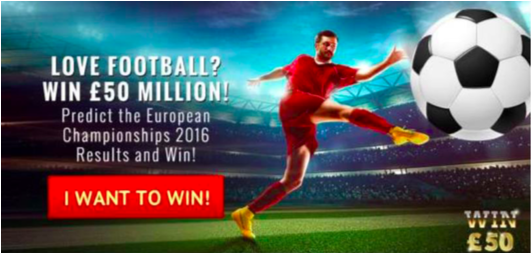 LOVE FOOTBALL?
WIN £50 MILLION!
Predict the European
Championships 2016
Results and Win!
I WANT TO WIN!
WIN
£50